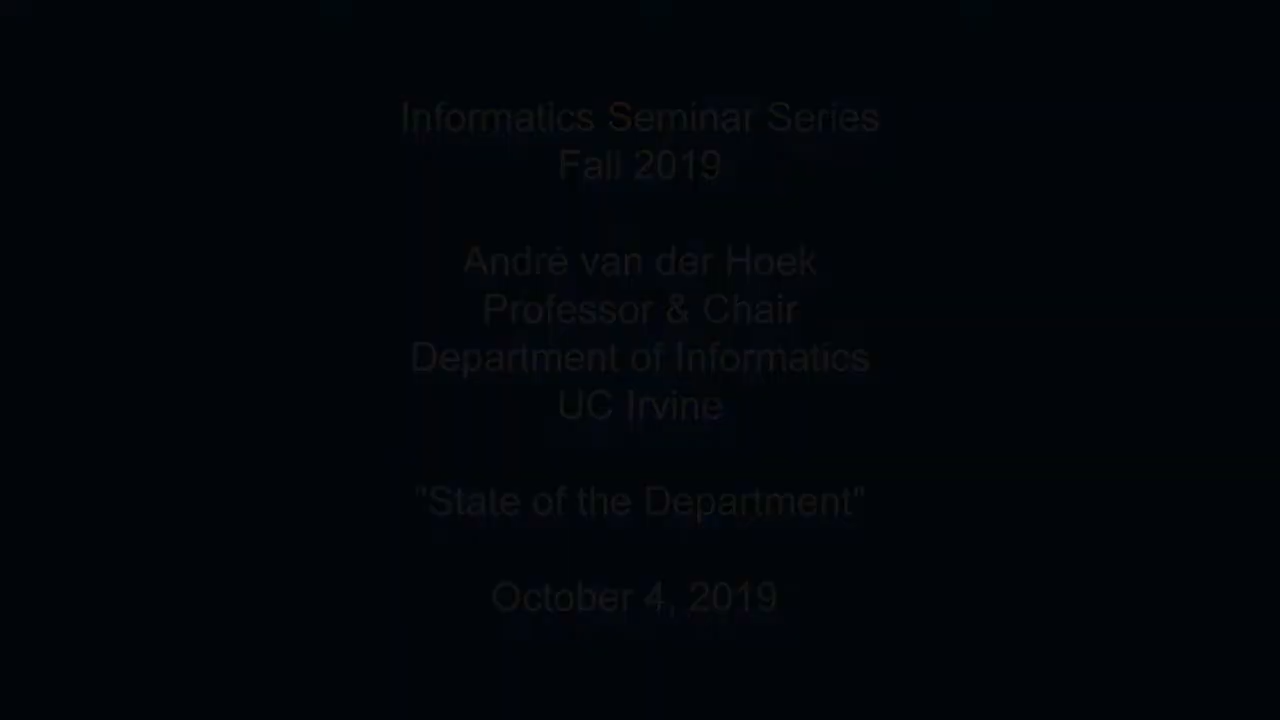 Informatics Seminar Series
Fall 2019
André van der Hoek
Professor & Chair
Department of Informatics
UC Irvine
"State of the Department"
October 4, 2019